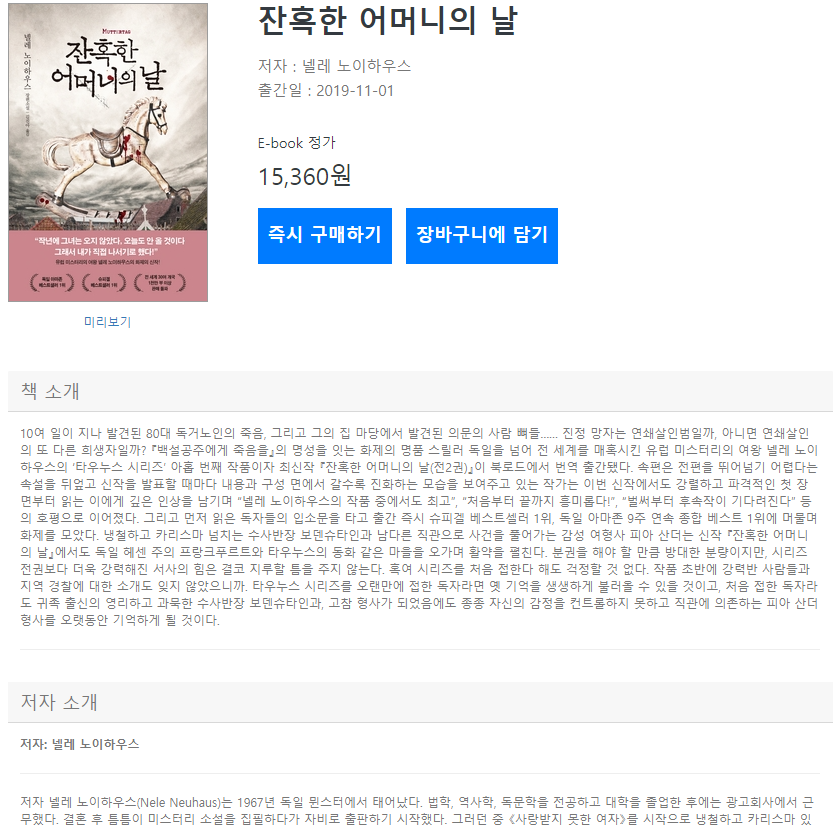 MUTTERTAG
잔혹한
어머니의 날
넬레 노이하우스
“작년에 그녀는 오지 않았다. 오늘도 안 올 것이다
그래서 내가 직접 나서기로 했다!”
유럽 미스터리의 여왕 넬레 노이하우스의 화제의 신작!
독일 아마존
베스트셀러 1위
슈피겔
베스트셀러 1위
미리보기
잔혹한 어머니의 날
저자 : 넬레 노이하우스
출간일 : 2019-11-01
E-book 정가
15,360원
즉시 구매하기
장바구니에 담기
책 소개
10여 일이 지나 발견된 80대 독거노인의 죽음, 그리고 그의 집 마당에서 발견된 의문의 사람 뼈들...... 진정 망자는 연쇄살인범일까, 아니면 연쇄살인
의 또 다른 희생자일까? 『백설공주에게 죽음을』의 명성을 잇는 화제의 명품 스릴러 독일을 넘어 전 세계를 매혹시킨 유럽 미스터리의 여왕 넬레 노이
하우스의 ‘타우누스 시리즈’ 아홉 번째 작품이자 최신작 『잔혹한 어머니의 날(전2권)』이 북로드에서 번역 출간됐다. 속편은 전편을 뛰어넘기 어렵다는
속설을 뒤엎고 신작을 발표할 때마다 내용과 구성 면에서 갈수록 진화하는 모습을 보여주고 있는 작가는 이번 신작에서도 강렬하고 파격적인 첫 장
면부터 읽는 이에게 깊은 인상을 남기며 “넬레 노이하우스의 작품 중에서도 최고”, “처음부터 끝까지 흥미롭다!”, “벌써부터 후속작이 기다려진다” 등
의 호평으로 이어졌다. 그리고 먼저 읽은 독자들의 입소문을 타고 출간 즉시 슈피겔 베스트셀러 1위, 독일 아마존 9주 연속 종합 베스트 1위에 머물며
화제를 모았다. 냉철하고 카리스마 넘치는 수사반장 보덴슈타인과 남다른 직관으로 사건을 풀어가는 감성 여형사 피아 산더는 신작 『잔혹한 어머니
의 날』에서도 독일 헤센 주의 프랑크푸르트와 타우누스의 동화 같은 마을을 오가며 활약을 펼친다. 분권을 해야 할 만큼 방대한 분량이지만, 시리즈
전권보다 더욱 강력해진 서사의 힘은 결코 지루할 틈을 주지 않는다. 혹여 시리즈를 처음 접한다 해도 걱정할 것 없다. 작품 초반에 강력반 사람들과
지역 경찰에 대한 소개도 잊지 않았으니까. 타우누스 시리즈를 오랜만에 접한 독자라면 옛 기억을 생생하게 불러올 수 있을 것이고, 처음 접한 독자라
도 귀족 출신의 영리하고 과묵한 수사반장 보덴슈타인과, 고참 형사가 되었음에도 종종 자신의 감정을 컨트롤하지 못하고 직관에 의존하는 피아 산더
형사를 오랫동안 기억하게 될 것이다.
저자 소개
저자: 넬레 노이하우스
저자 넬레 노이하우스(Nele Neuhaus)는 1967년 독일 뮌스터에서 태어났다. 법학, 역사학, 독문학을 전공하고 대학을 졸업한 후에는 광고회사에서 근
무했다. 결혼 후 틈틈이 미스터리 소설을 집필하다가 자비로 출판하기 시작했다. 그러던 중 《사랑받지 못한 여자》를 시작으로 냉철하고 카리스마 있